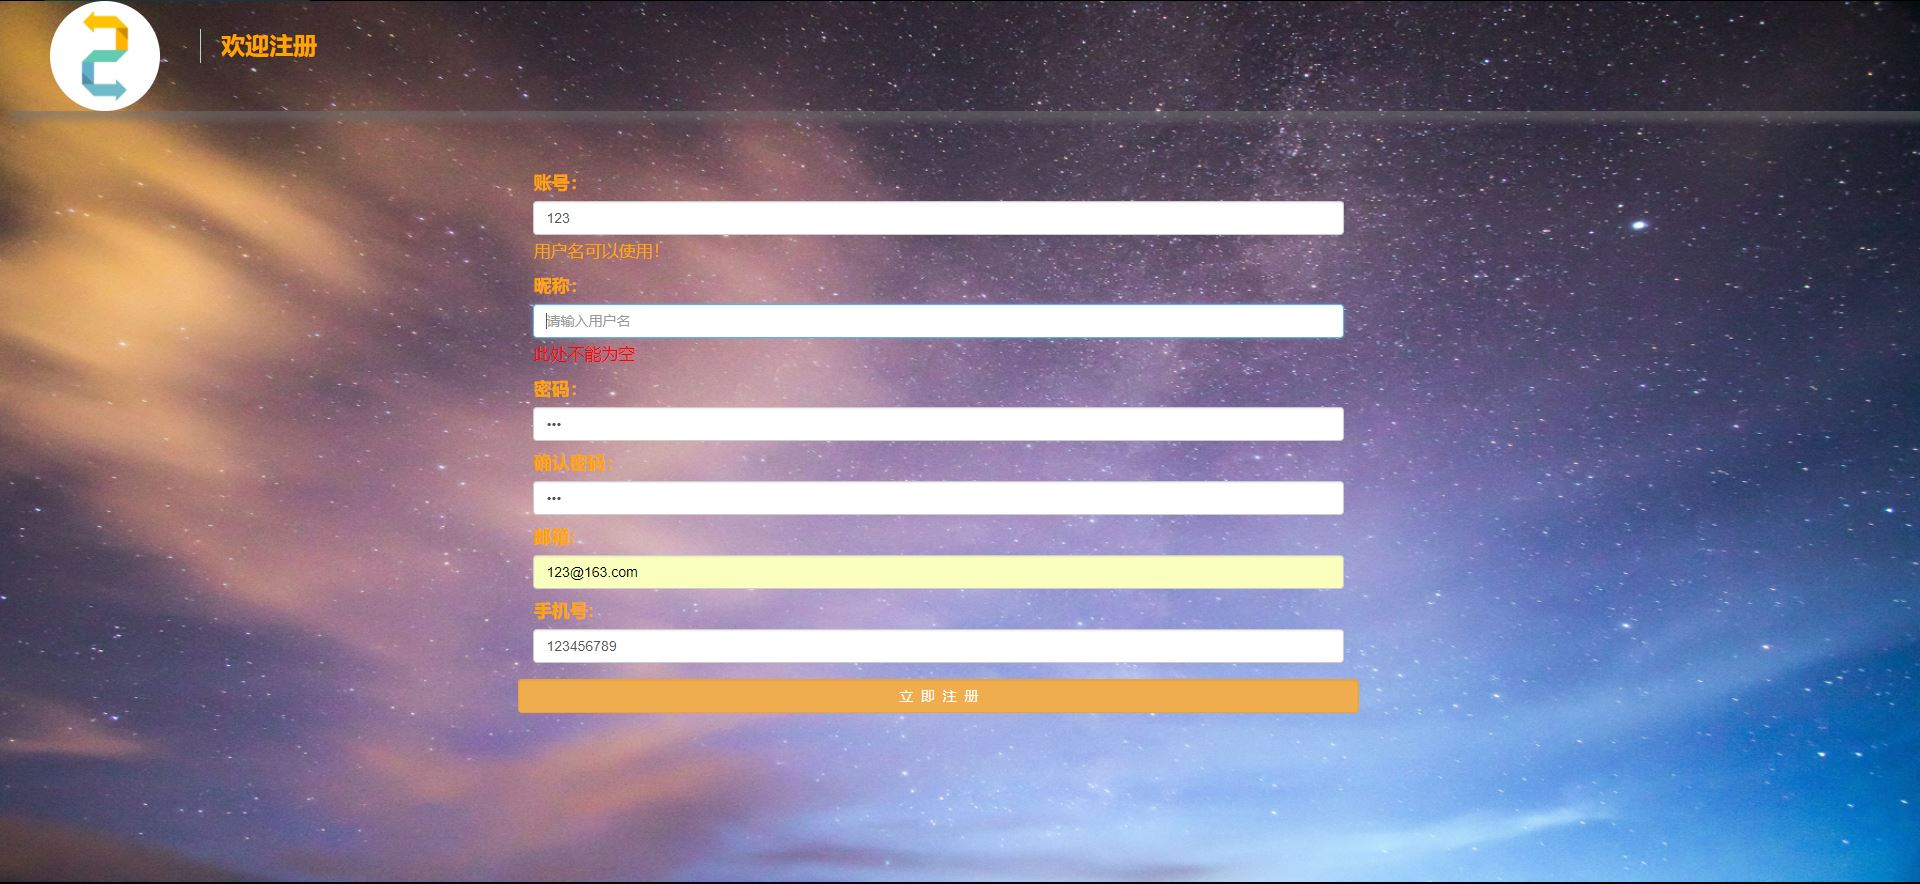 欢迎注册
账号：
123
用户名可以使用！
昵称：
请输入用户名
此处不能为空
密码：
•••
确认密码：
•••
邮箱:
123@163.com
手机号:
123456789
立 即 注 册